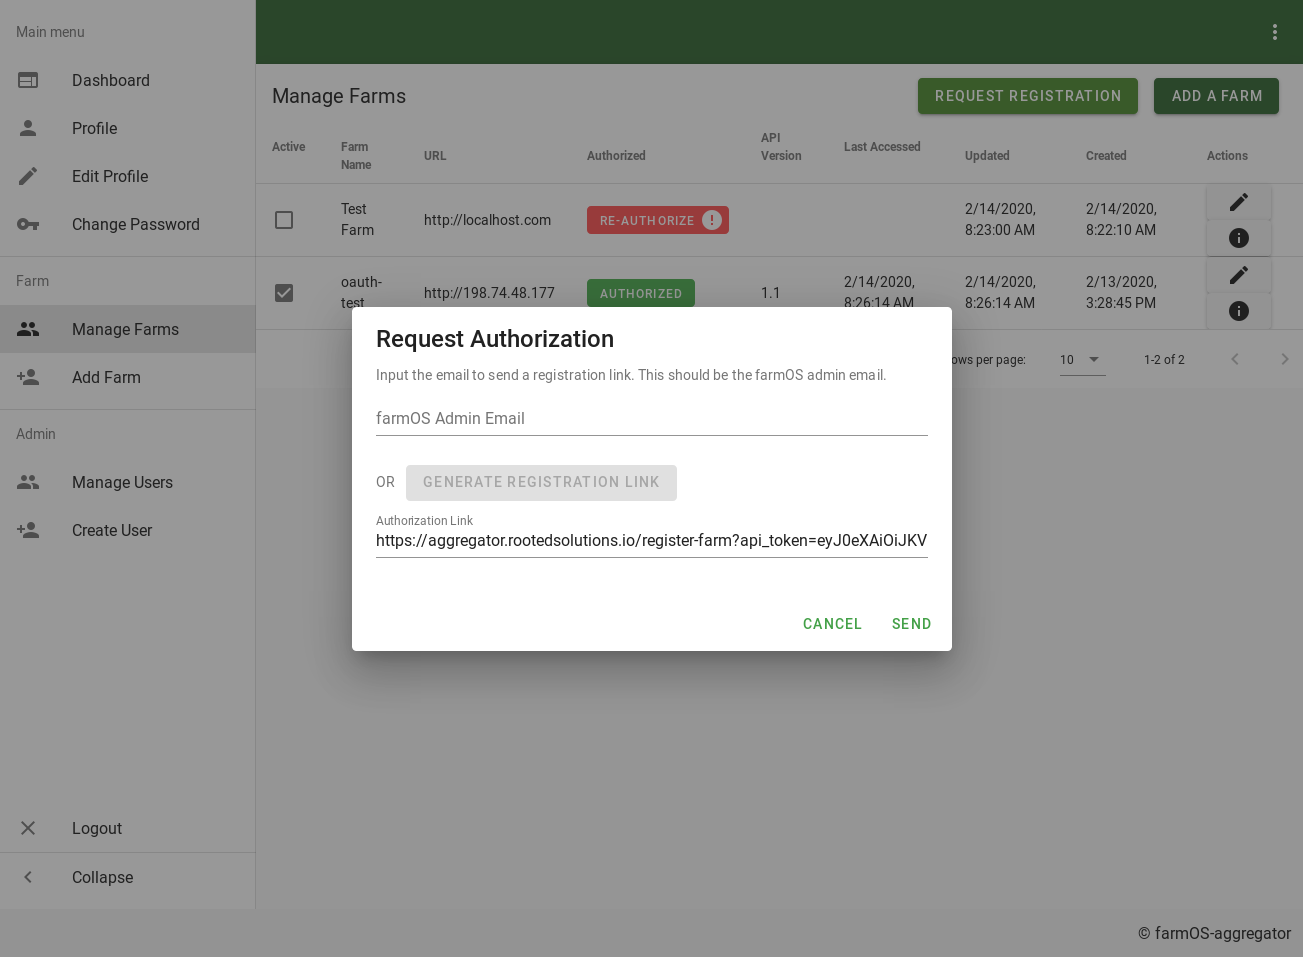 Main menu
Dashboard
Profile
Edit Profile
Change Password
Farm
Manage Farms
Add Farm
Admin
Manage Users
Create User
Logout
Collapse
Manage Farms
REQUEST REGISTRATION
ADD A FARM
Active
Farm
Name
URL
Authorized
API
Version
Last Accessed
Updated
Created
Actions
Test
Farm
http://localhost.com
RE-AUTHORIZE
2/14/2020,
8:23:00 AM
2/14/2020,
8:22:10 AM
oauth-
test
http://198.74.48.177
AUTHORIZED
1.1
2/14/2020,
8:26:14 AM
2/14/2020,
8:26:14 AM
2/13/2020,
3:28:45 PM
ows per page:
10
1-2 of 2
Request Authorization
Input the email to send a registration link. This should be the farmOS admin email.
farmOS Admin Email
OR
GENERATE REGISTRATION LINK
Authorization Link
https://aggregator.rootedsolutions.io/register-farm?api_token=eyJ0eXAiOiJKV
CANCEL
SEND
© farmOS-aggregator